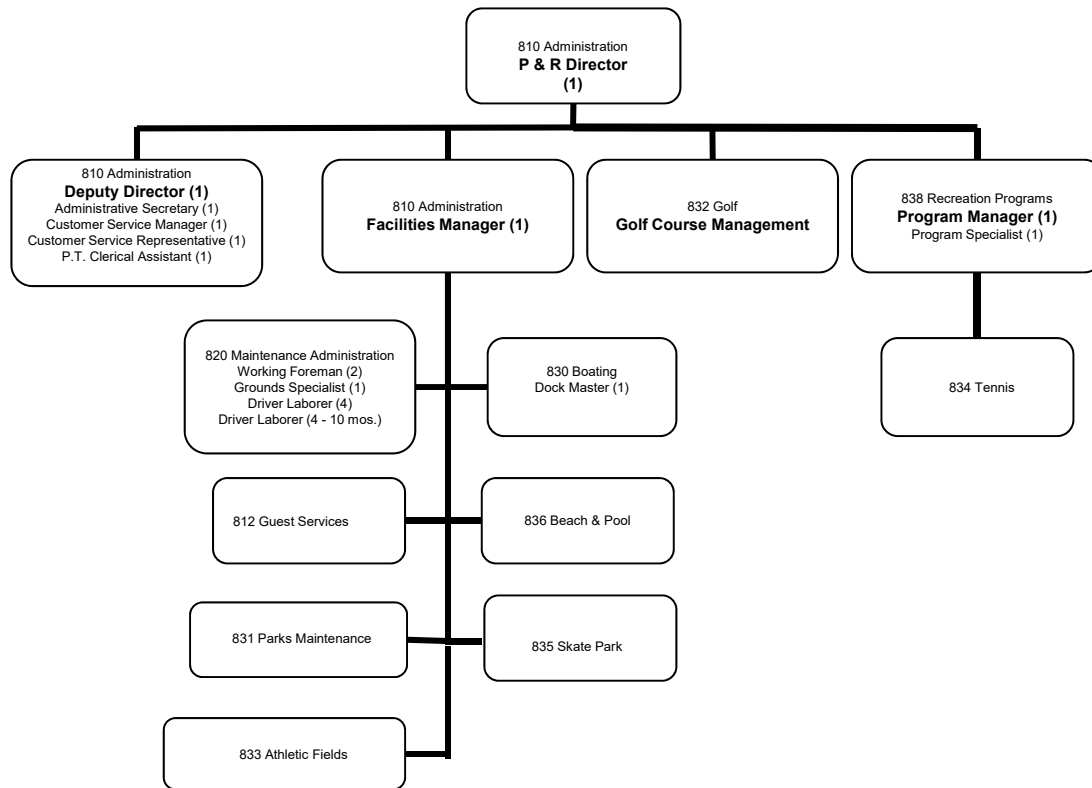 810 Administration
P & R Director
(1)
810 Administration
Deputy Director (1)
Administrative Secretary (1)
Customer Service Manager (1)
Customer Service Representative (1)
P.T. Clerical Assistant (1)
810 Administration
Facilities Manager (1)
832 Golf
Golf Course Management
838 Recreation Programs
Program Manager (1)
Program Specialist (1)
820 Maintenance Administration
Working Foreman (2)
Grounds Specialist (1)
Driver Laborer (4)
Driver Laborer (4 - 10 mos.)
830 Boating
Dock Master (1)
834 Tennis
812 Guest Services
836 Beach & Pool
831 Parks Maintenance
835 Skate Park
833 Athletic Fields